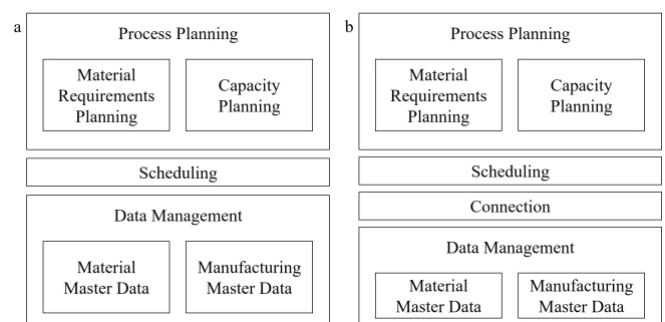 a
Process Planning
Material
Requirements
Planning
Capacity
Planning
Scheduling
Data Management
Material
Master Data
Manufacturing
Master Data
b
Process Planning
Material
Requirements
Planning
Capacity
Planning
Scheduling
Connection
Data Management
Material
Master Data
Manufacturing
Master Data